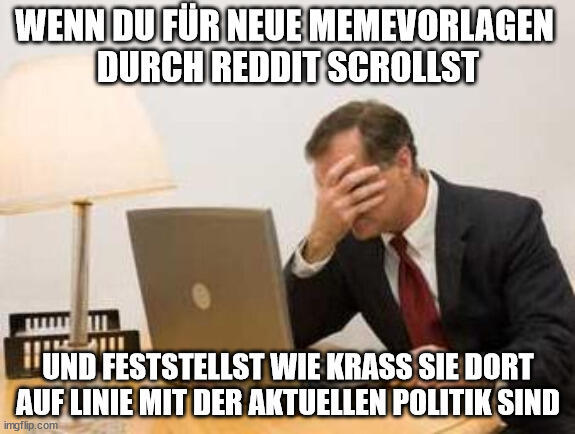 WENN DU FÜR NEUE MEMEVORLAGEN
DURCH REDDIT SCROLLST
UND FESTSTELLST WIE KRASS SIE DORT
AUF LINIE MIT DER AKTUELLEN POLITIK SIND
imgflip.com